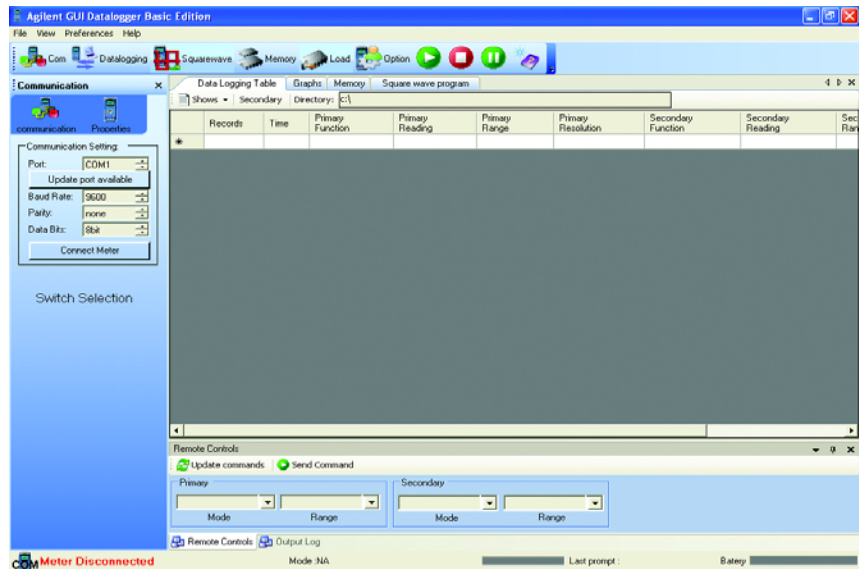 Agilent GUI Datalogger Basic Edition
File View Preferences Help
Com Datalogging Squarewave Memory Load Option
Communication
Data Logging Table Graphs Memory Square wave program
Shows Secondary Directory: c:\
communication Properties
Records Time Primary Function Primary Reading Primary Range Primary Resolution Secondary Function Secondary Reading Sec Ran
Communication Setting:
Port: COM1
Update port available
Baud Rate: 9600
Parity: none
Data Bits: 8bit
Connect Meter
Switch Selection
Remote Controls
Update commands Send Command
Primary Secondary
Mode Range Mode Range
Remote Controls Output Log
COM Meter Disconnected Mode :NA Last prompt : Batery